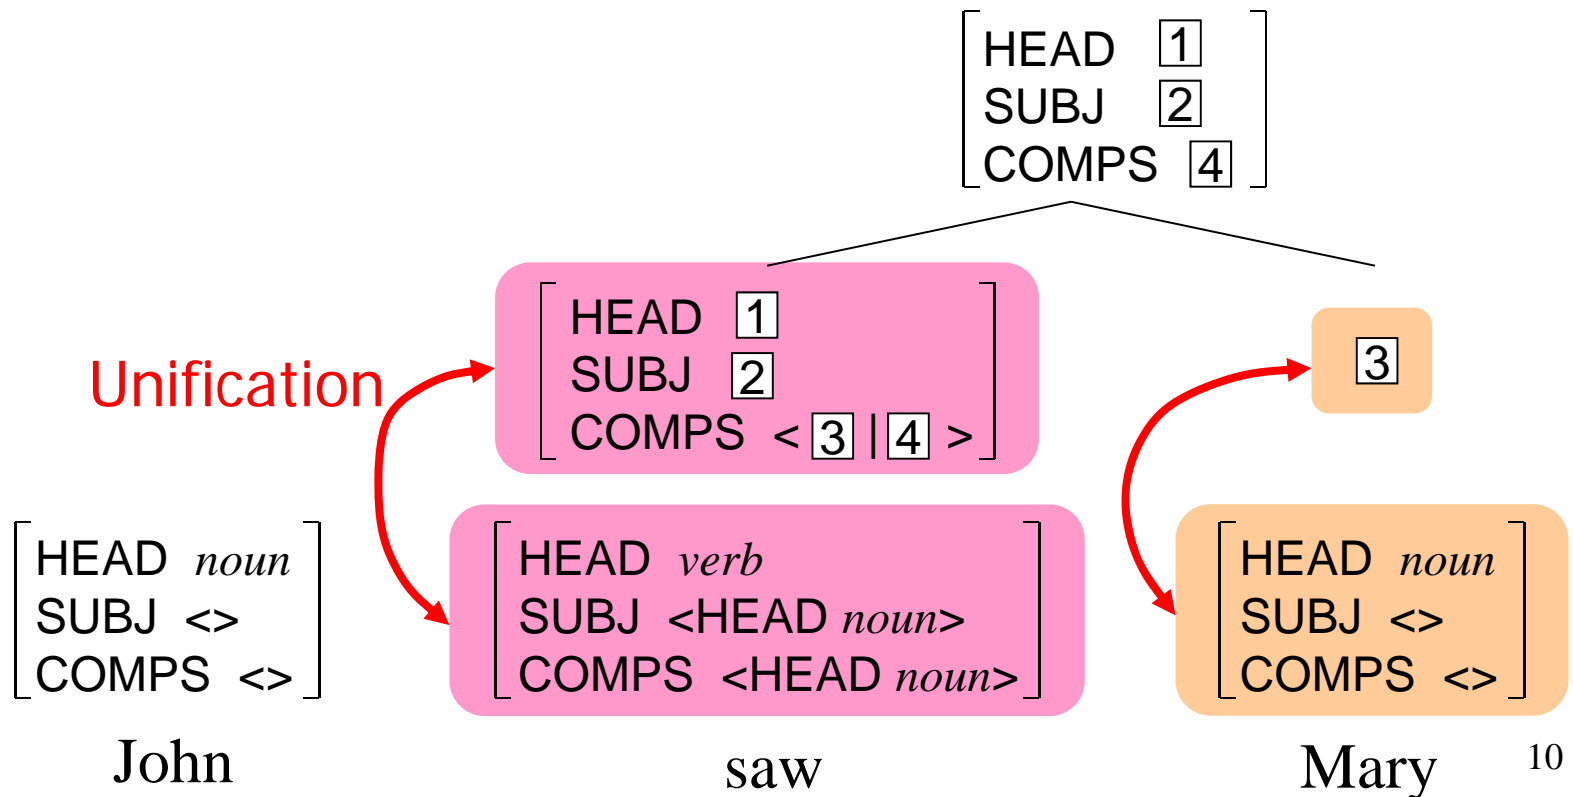 HEAD 1
SUBJ 2
COMPS 4
HEAD 1
SUBJ 2
COMPS < 3 | 4 >
3
Unification
HEAD noun
SUBJ <>
COMPS <>
HEAD verb
SUBJ <HEAD noun>
COMPS <HEAD noun>
HEAD noun
SUBJ <>
COMPS <>
John
saw
Mary
10